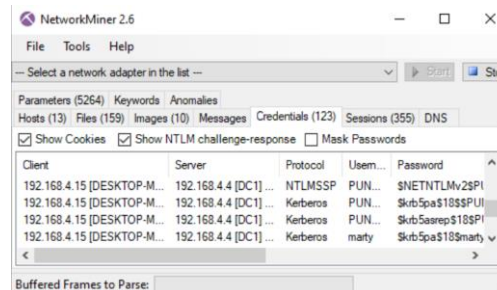 NetworkMiner 2.6
File Tools Help
--- Select a network adapter in the list --- Start St
Parameters (5264) Keywords Anomalies
Hosts (13) Files (159) Images (10) Messages Credentials (123) Sessions (355) DNS
Show Cookies Show NTLM challenge-response Mask Passwords
Client Server Protocol Usern... Password
192.168.4.15 [DESKTOP-M... 192.168.4.4 [DC1] ... NTLMSSP PUN... $NETNTLMv2$PU
192.168.4.15 [DESKTOP-M... 192.168.4.4 [DC1] ... Kerberos PUN... $krb5pa$18$$PUI
192.168.4.15 [DESKTOP-M... 192.168.4.4 [DC1] ... Kerberos PUN... $krb5asrep$18$PI
192.168.4.15 [DESKTOP-M... 192.168.4.4 [DC1] ... Kerberos marty $krb5pa$18$marty
Buffered Frames to Parse: